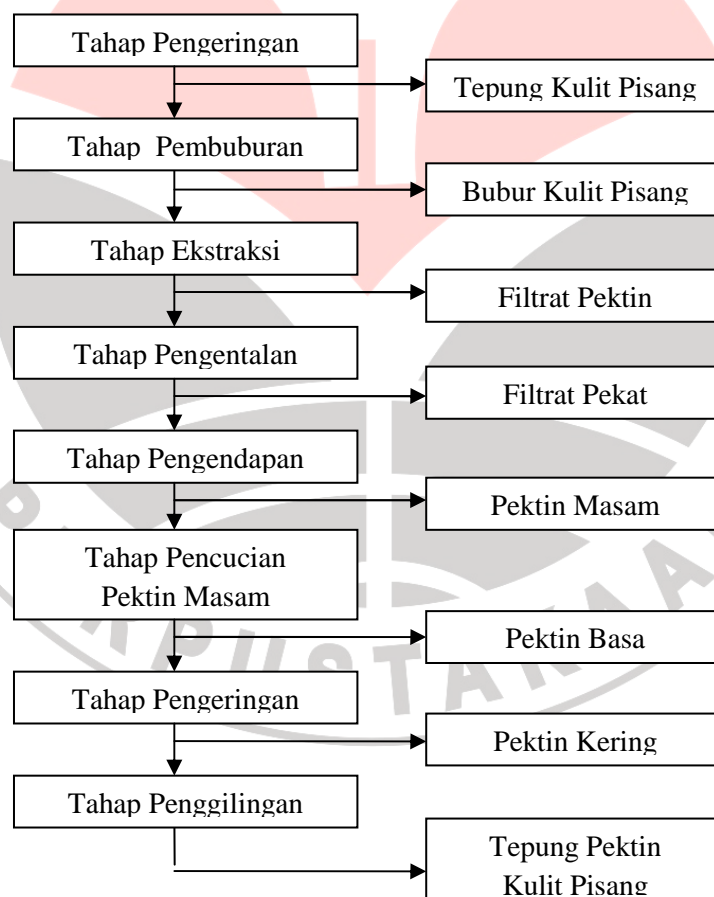 Tahap Pengeringan
Tepung Kulit Pisang
Tahap Pembuburan
Bubur Kulit Pisang
Tahap Ekstraksi
Filtrat Pektin
Tahap Pengentalan
Filtrat Pekat
Tahap Pengendapan
Pektin Masam
Tahap Pencucian
Pektin Masam
Pektin Basa
Tahap Pengeringan
Pektin Kering
Tahap Penggilingan
Tepung Pektin
Kulit Pisang